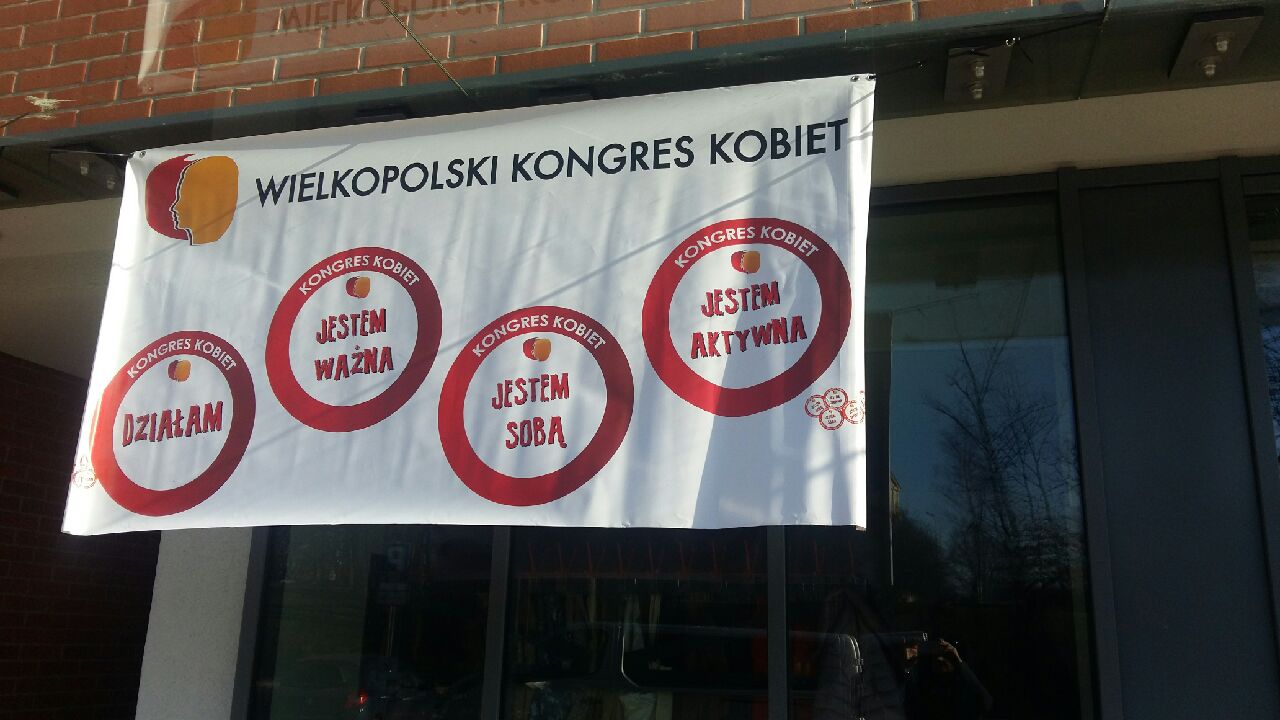 WIELKOPOLSKI KONGRES KOBIET
KONGRES KOBIET
DZIAŁAM
KONGRES KOBIET
JESTEM
WAŻNA
KONGRES KOBIET
JESTEM
SOBĄ
KONGRES KOBIET
JESTEM
AKTYWNA